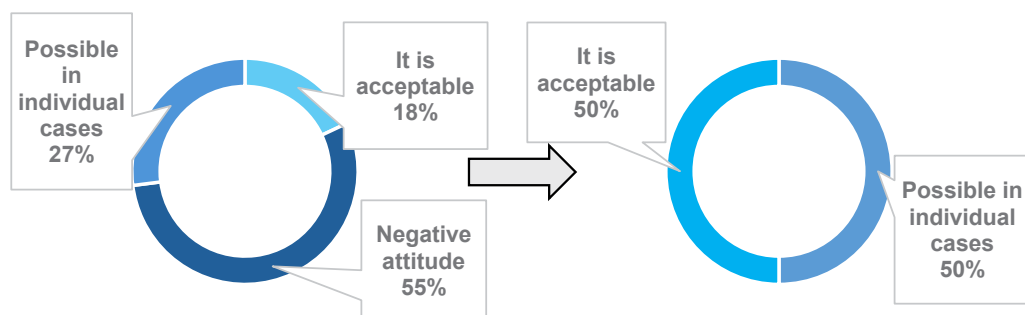 Possible
in
individual
cases
27%
It is
acceptable
18%
Negative
attitude
55%
It is
acceptable
50%
Possible in
individual
cases
50%